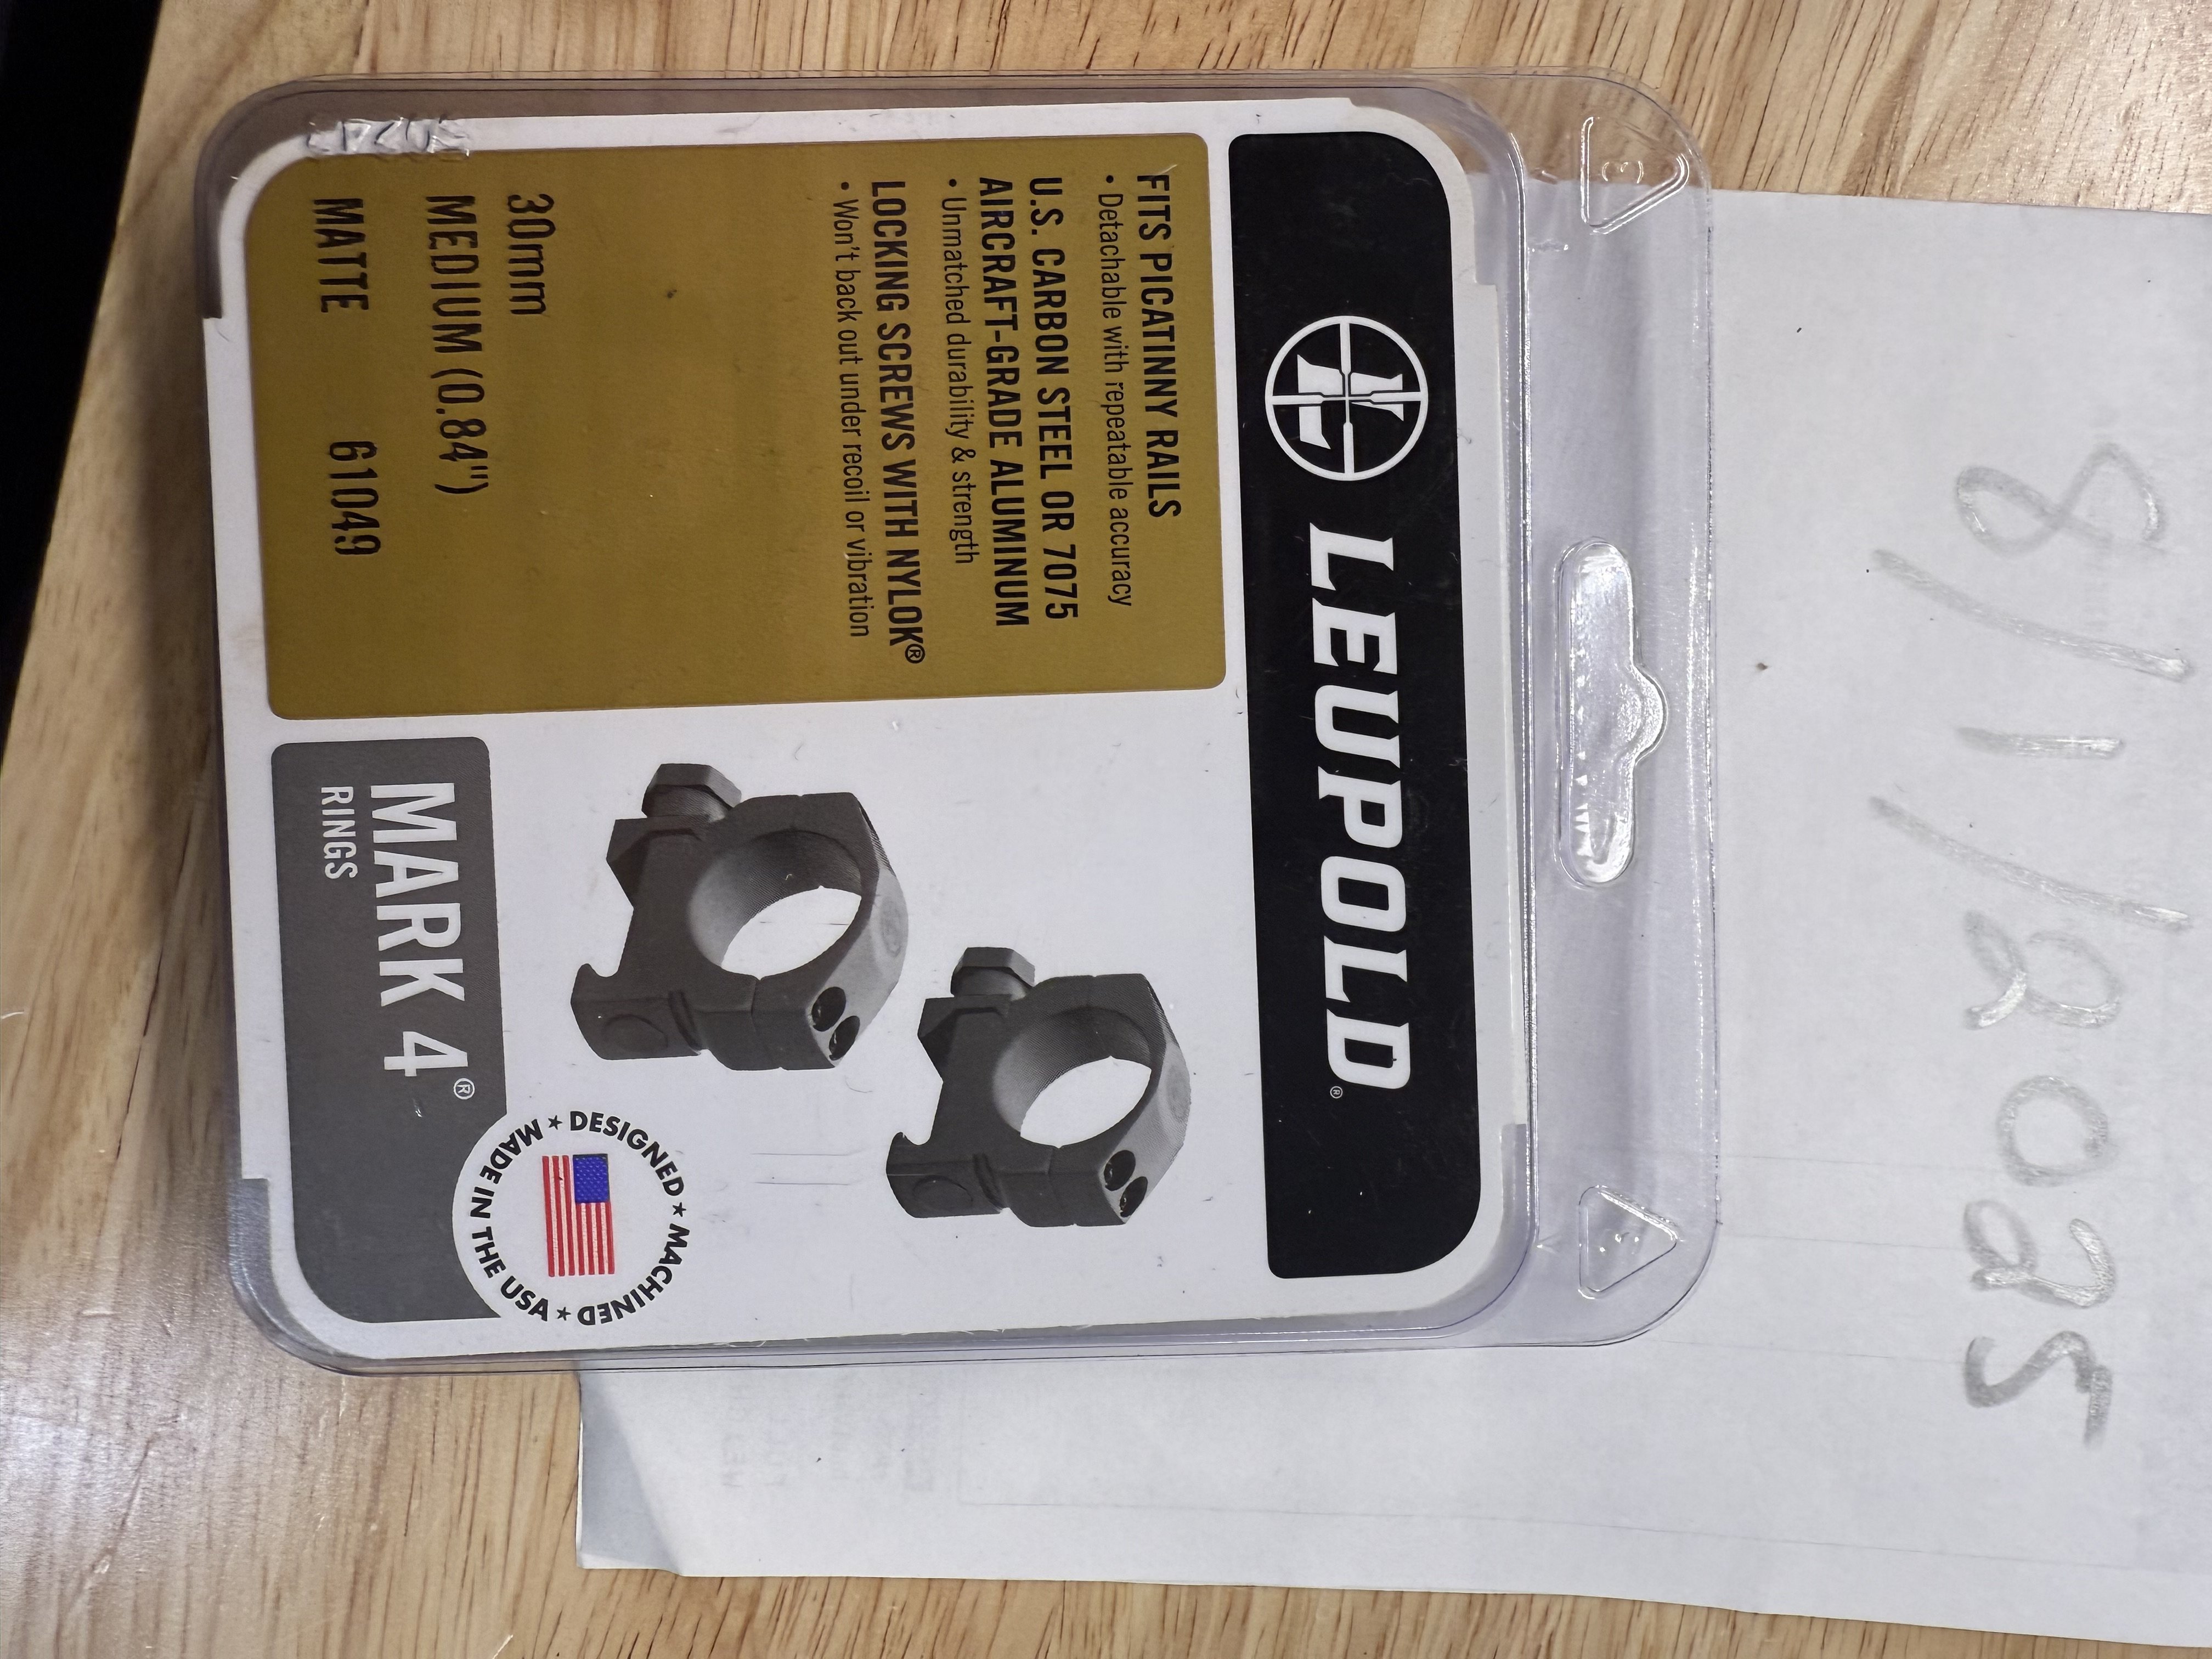 8/1/2025
LEUPOLD®
FITS PICATINNY RAILS
• Detachable with repeatable accuracy
U.S. CARBON STEEL OR 7075
AIRCRAFT-GRADE ALUMINUM
• Unmatched durability & strength
LOCKING SCREWS WITH NYLOK®
• Won't back out under recoil or vibration
30mm
MEDIUM (0.84")
MATTE 61049
MARK 4®
RINGS
DESIGNED ★ MACHINED ★ MADE IN THE USA ★